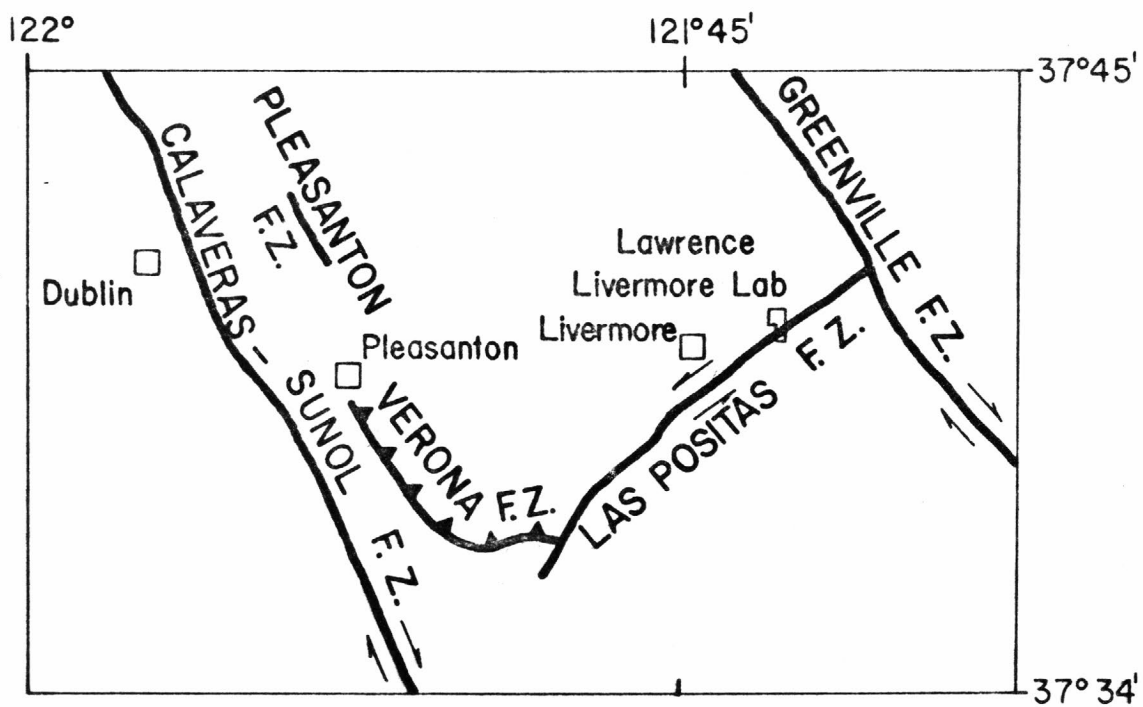 122°
121°45'
37°45'
CALAVERAS – SUNOL F.Z.
PLEASANTON
F.Z.
GREENVILLE F.Z.
Dublin
Lawrence
Livermore Lab
Livermore
Pleasanton
VERONA F.Z.
LAS POSITAS F.Z.
37°34'